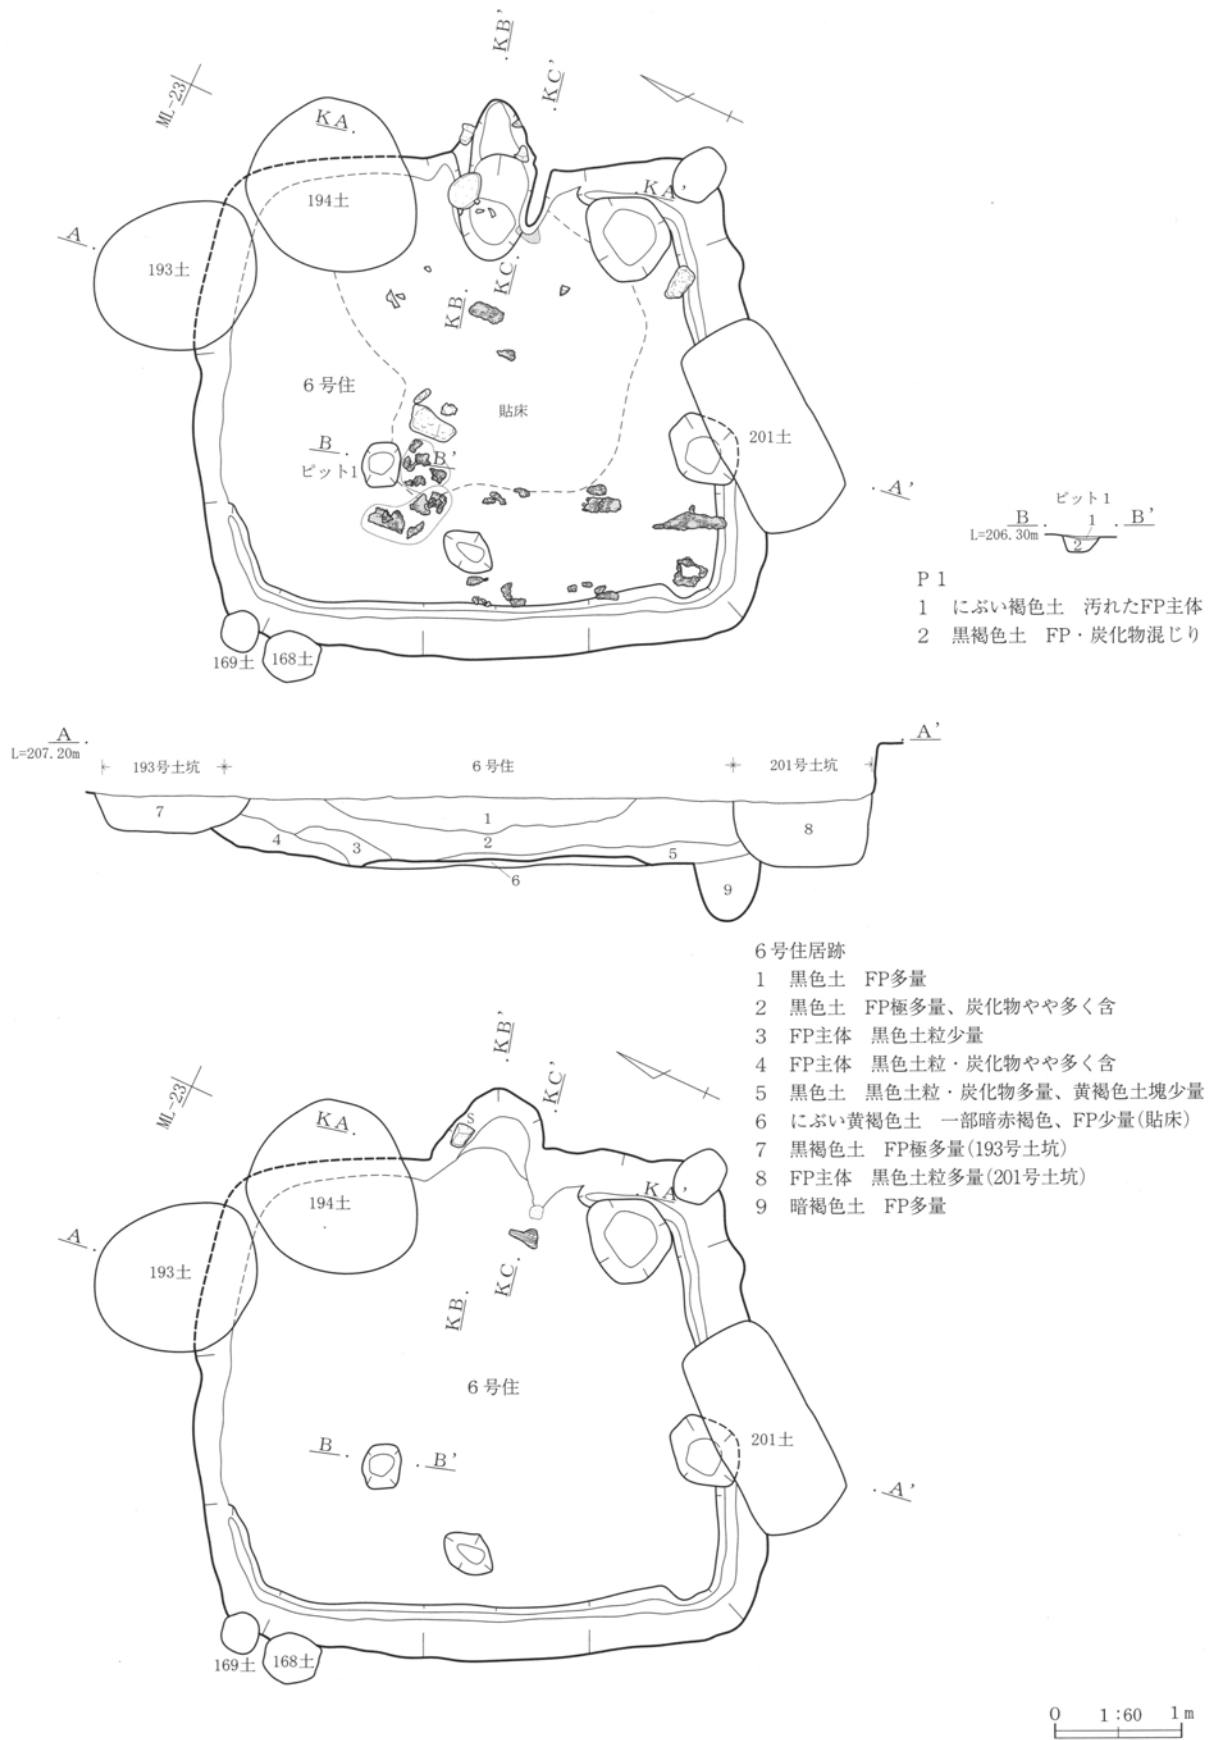 KB'
KC'
ML-23
KA.
194土
KA'
A
193土
KC.
KB.
6号住
貼床
B
ピット1
B'
201土
A'
169土
168土
ピット1
B
1
B'
L=206.30m
2
P1
1 にぶい褐色土 汚れたFP主体
2 黒褐色土 FP・炭化物混じり
A
L=207.20m
A'
193号土坑
6号住
201号土坑
7
1
8
4
3
2
5
6
9
6号住居跡
1 黒色土 FP多量
2 黒色土 FP極多量、炭化物やや多く含
3 FP主体 黒色土粒少量
4 FP主体 黒色土粒・炭化物やや多く含
5 黒色土 黒色土粒・炭化物多量、黄褐色土塊少量
6 にぶい黄褐色土 一部暗赤褐色、FP少量(貼床)
7 黒褐色土 FP極多量(193号土坑)
8 FP主体 黒色土粒多量(201号土坑)
9 暗褐色土 FP多量
KB'
KC'
ML-23
KA.
S
194土
KA'
A
193土
KC.
KB.
6号住
B
B'
201土
A'
169土
168土
0 1:60 1m